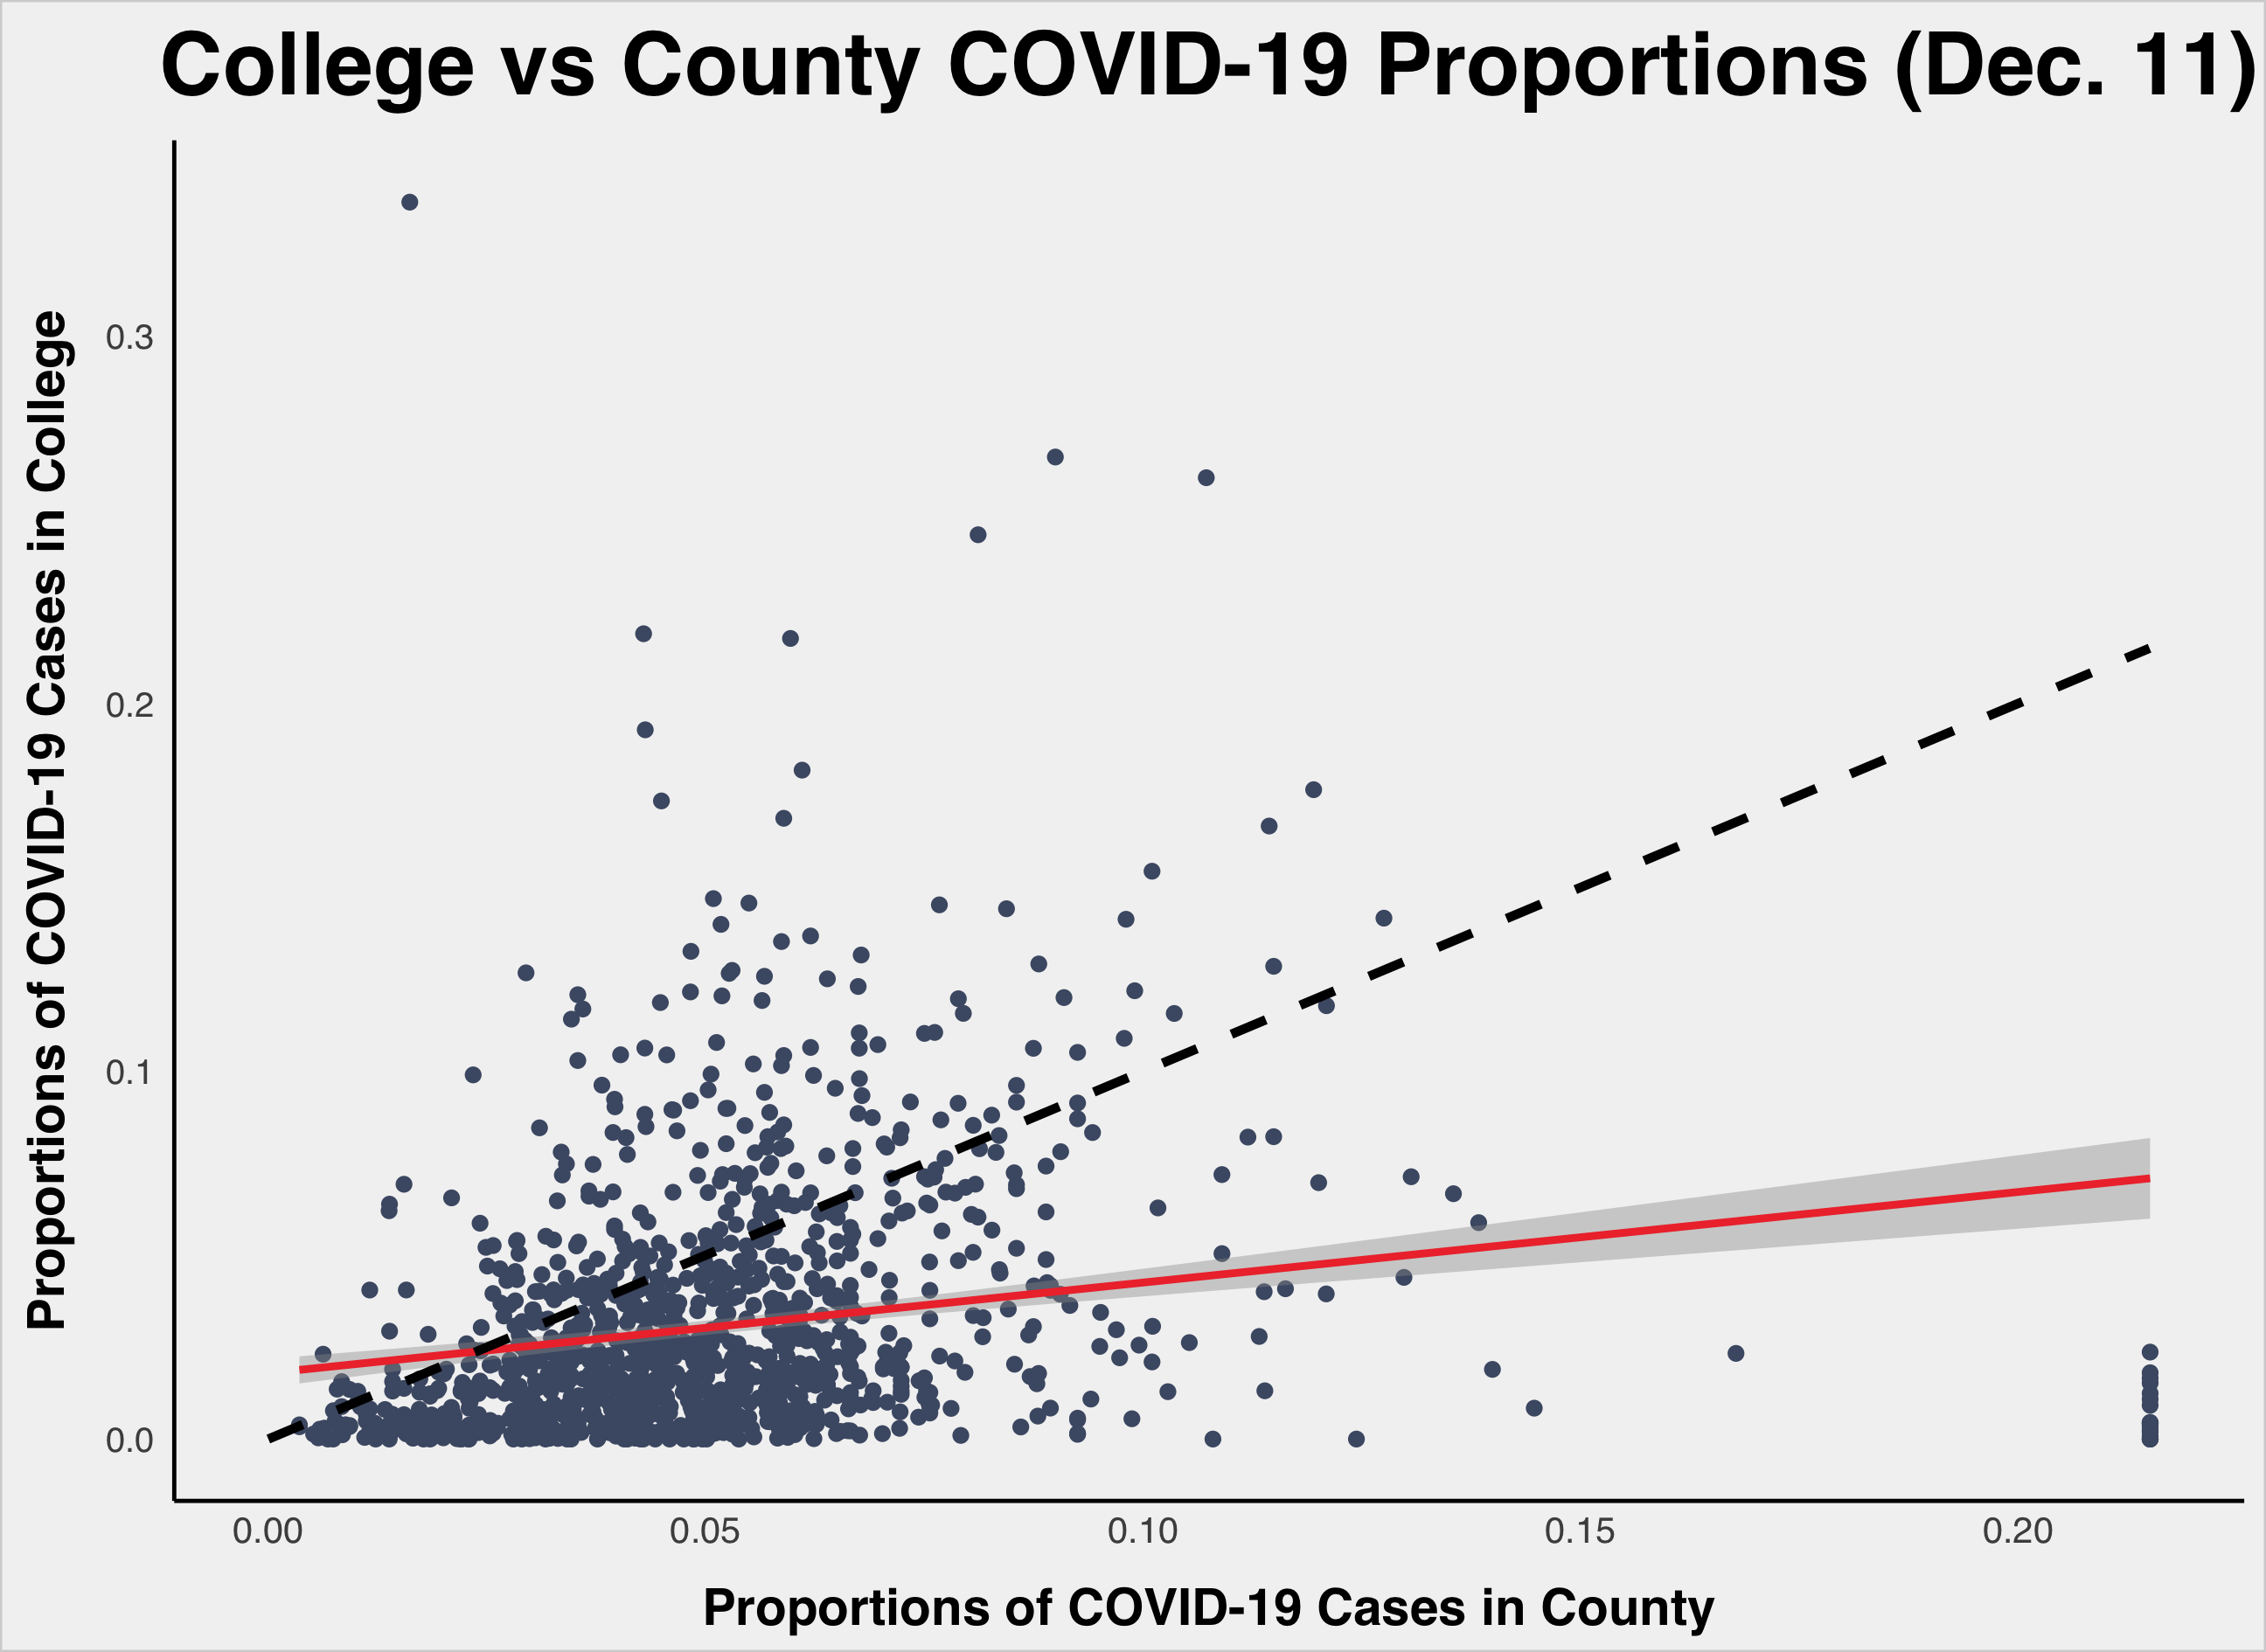 College vs County COVID-19 Proportions (Dec. 11)
Proportions of COVID-19 Cases in College
0.3
0.2
0.1
0.0
0.00 0.05 0.10 0.15 0.20
Proportions of COVID-19 Cases in County